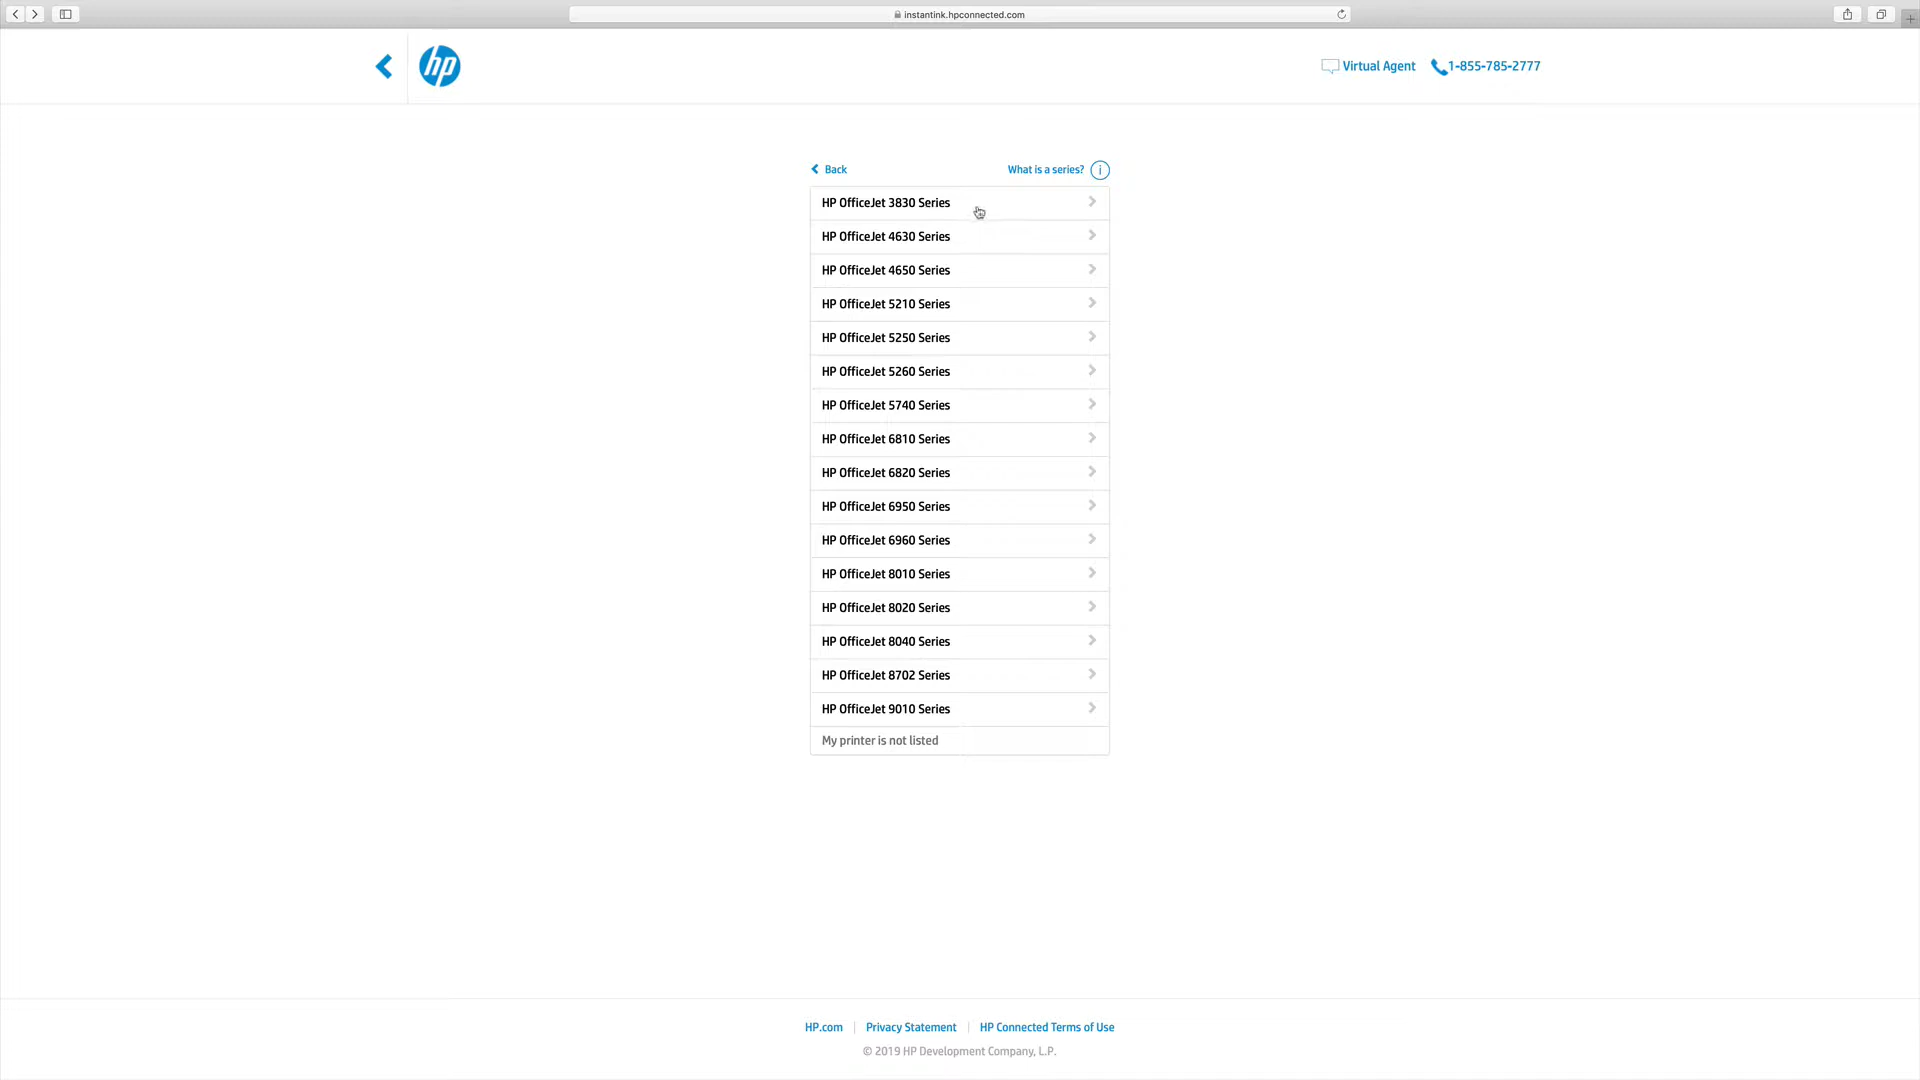 instantink.hpconnected.com
hp
Virtual Agent
1-855-785-2777
Back
What is a series?
i
HP OfficeJet 3830 Series
HP OfficeJet 4630 Series
HP OfficeJet 4650 Series
HP OfficeJet 5210 Series
HP OfficeJet 5250 Series
HP OfficeJet 5260 Series
HP OfficeJet 5740 Series
HP OfficeJet 6810 Series
HP OfficeJet 6820 Series
HP OfficeJet 6950 Series
HP OfficeJet 6960 Series
HP OfficeJet 8010 Series
HP OfficeJet 8020 Series
HP OfficeJet 8040 Series
HP OfficeJet 8702 Series
HP OfficeJet 9010 Series
My printer is not listed
HP.com | Privacy Statement | HP Connected Terms of Use
© 2019 HP Development Company, L.P.